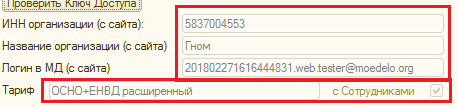 Проверить Ключ Доступа
ИНН организации (с сайта): 5837004553
Название организации (с сайта) Гном
Логин в МД (с сайта) 201802271616444831.web.tester@moedelo.org
Тариф ОСНО+ЕНВД расширенный с Сотрудниками